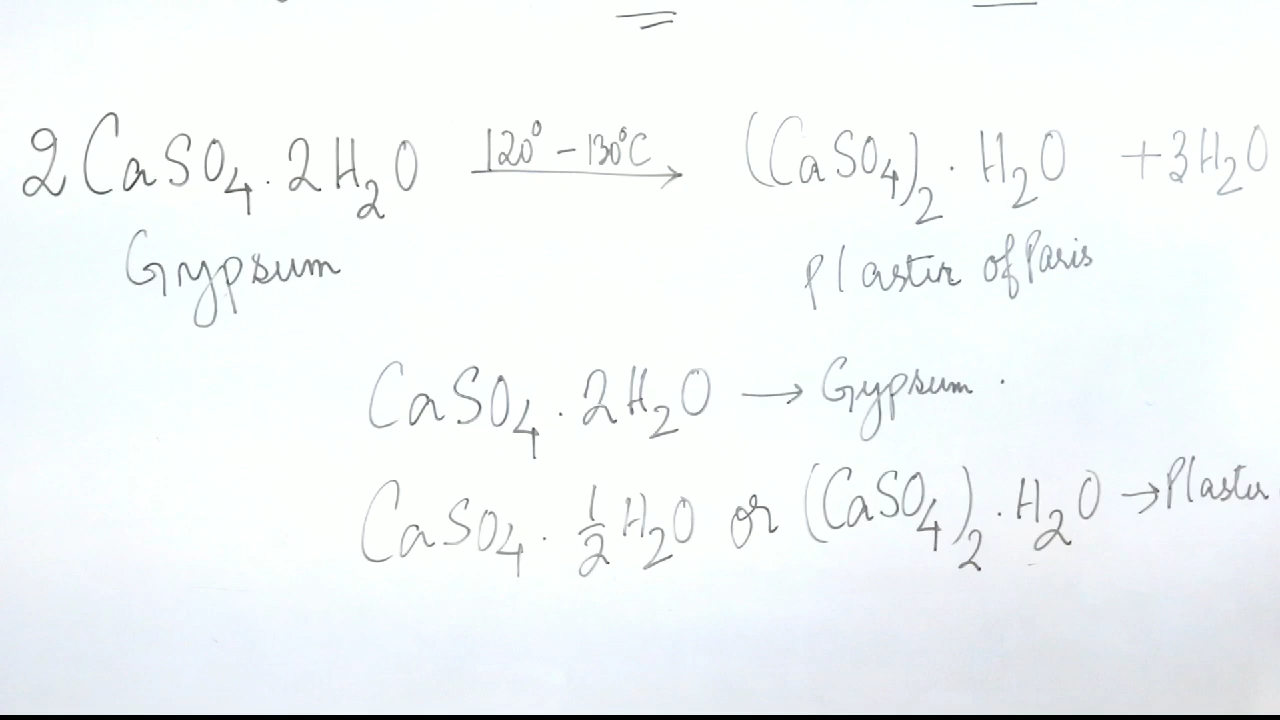 2CaSO₄.2H₂O 120°-130°C → (CaSO₄)₂.H₂O +3H₂O
Gypsum Plaster of Paris
CaSO₄.2H₂O → Gypsum.
CaSO₄.½H₂O or (CaSO₄)₂.H₂O → Plaster